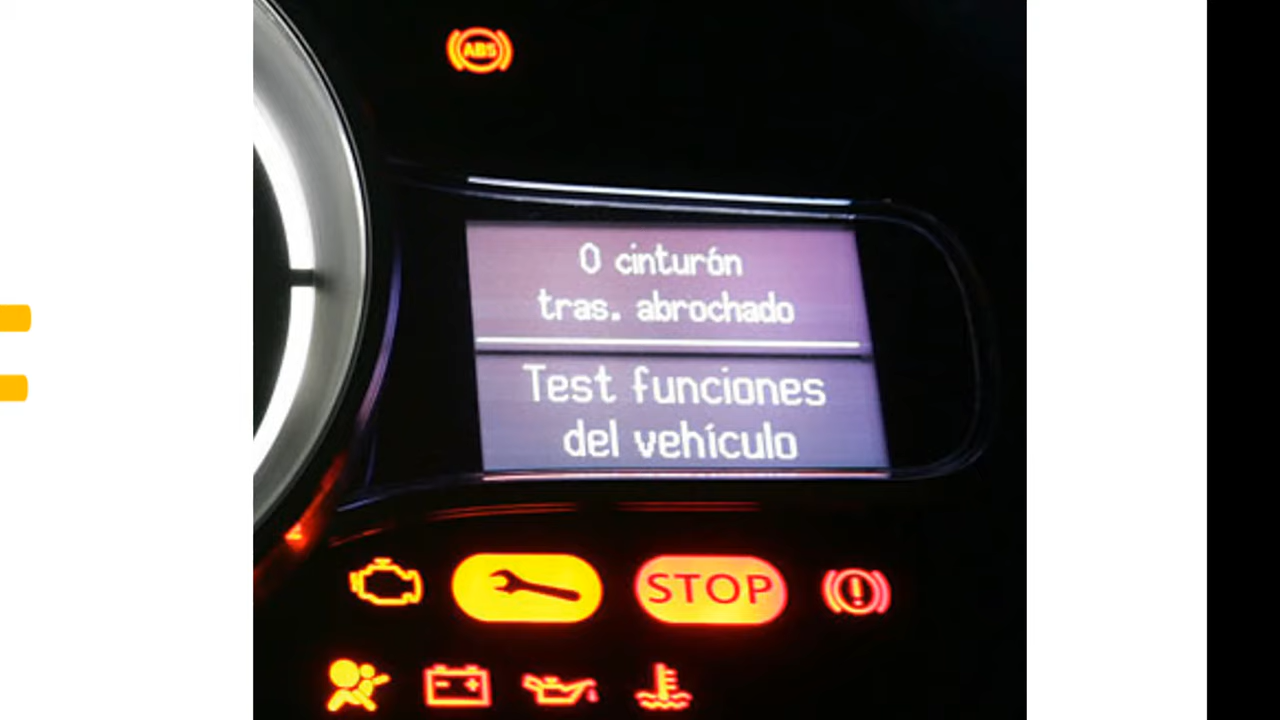 ABS
0 cinturón
tras. abrochado
Test funciones
del vehículo
STOP